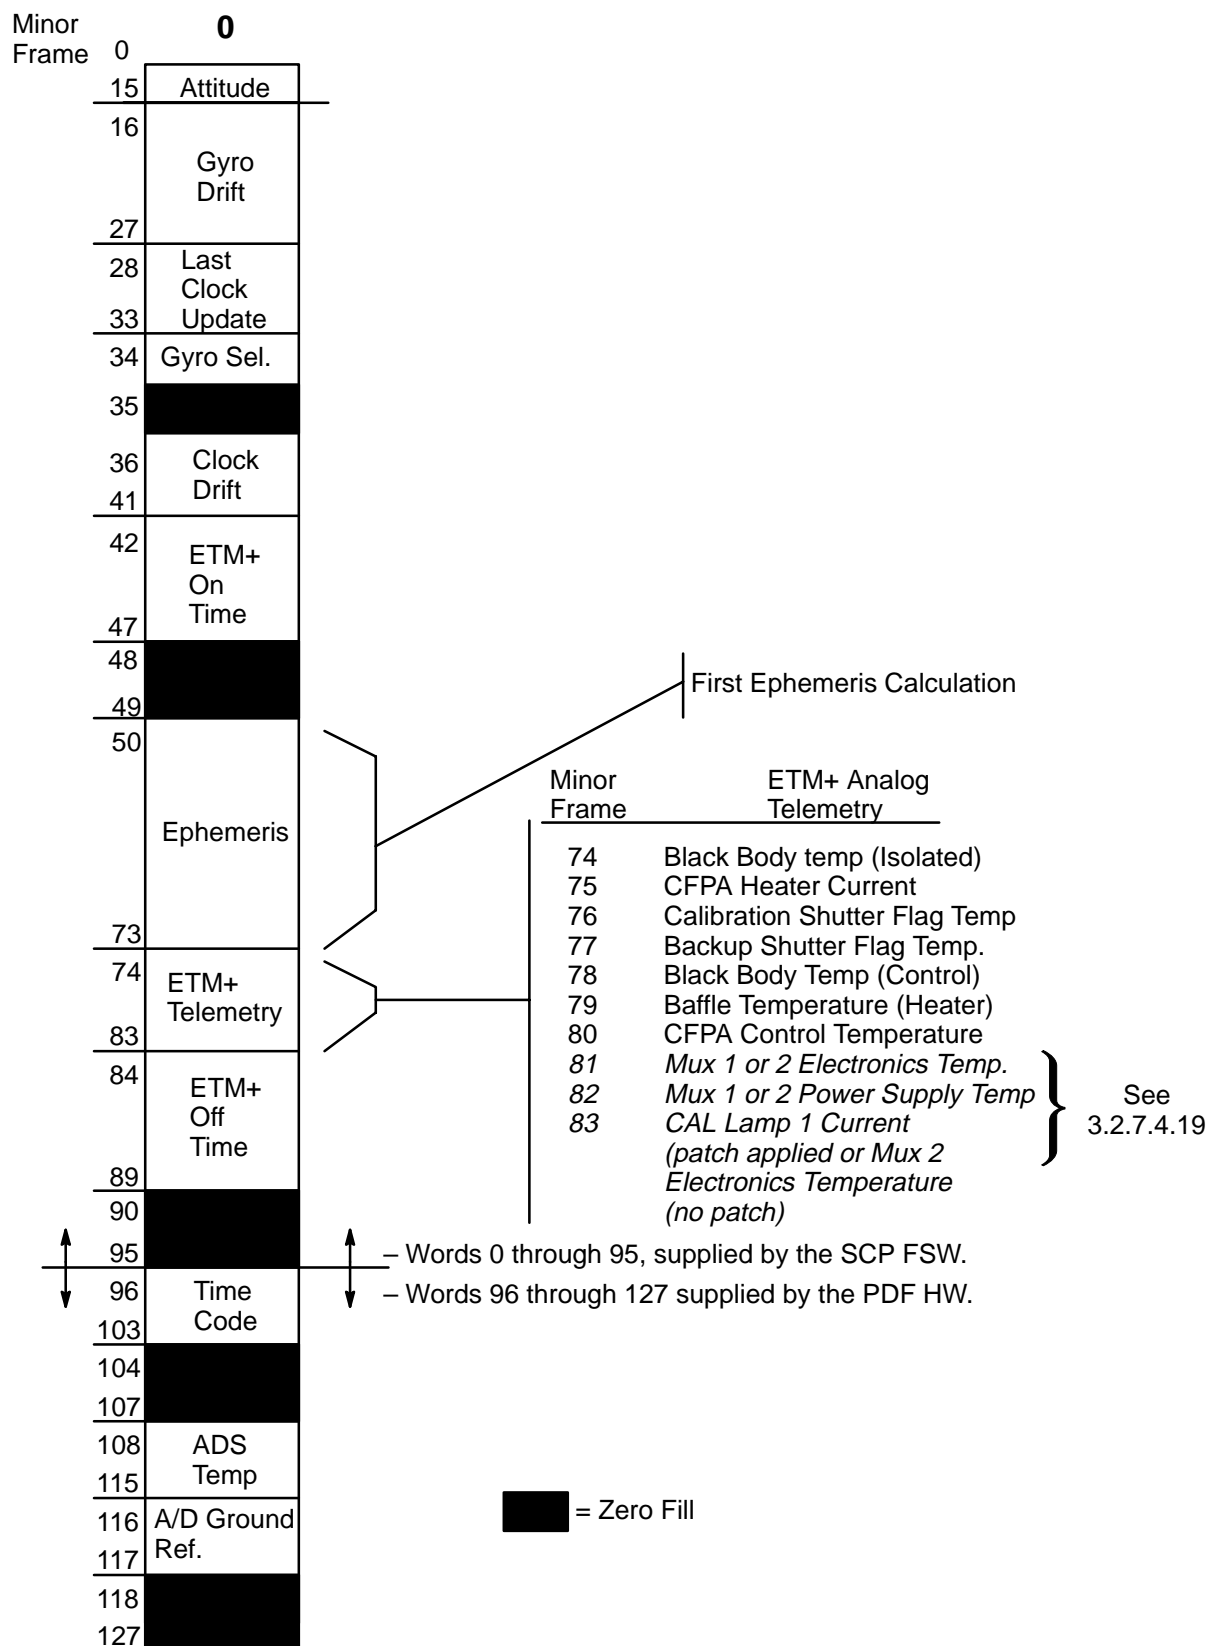 Minor
Frame
0
0
15
Attitude
16
Gyro
Drift
27
28
Last
Clock
33
Update
34
Gyro Sel.
35
36
Clock
41
Drift
42
ETM+
On
Time
47
48
49
First Ephemeris Calculation
50
Ephemeris
73
Minor
Frame
ETM+ Analog
Telemetry
74 Black Body temp (Isolated)
75 CFPA Heater Current
76 Calibration Shutter Flag Temp
77 Backup Shutter Flag Temp.
78 Black Body Temp (Control)
79 Baffle Temperature (Heater)
80 CFPA Control Temperature
81 Mux 1 or 2 Electronics Temp.
82 Mux 1 or 2 Power Supply Temp
83 CAL Lamp 1 Current
(patch applied or Mux 2
Electronics Temperature
(no patch)
See
3.2.7.4.19
74
ETM+
Telemetry
83
84
ETM+
Off
Time
89
90
95
– Words 0 through 95, supplied by the SCP FSW.
– Words 96 through 127 supplied by the PDF HW.
96
Time
Code
103
104
107
108
ADS
Temp
115
116
A/D Ground
Ref.
117
= Zero Fill
118
127